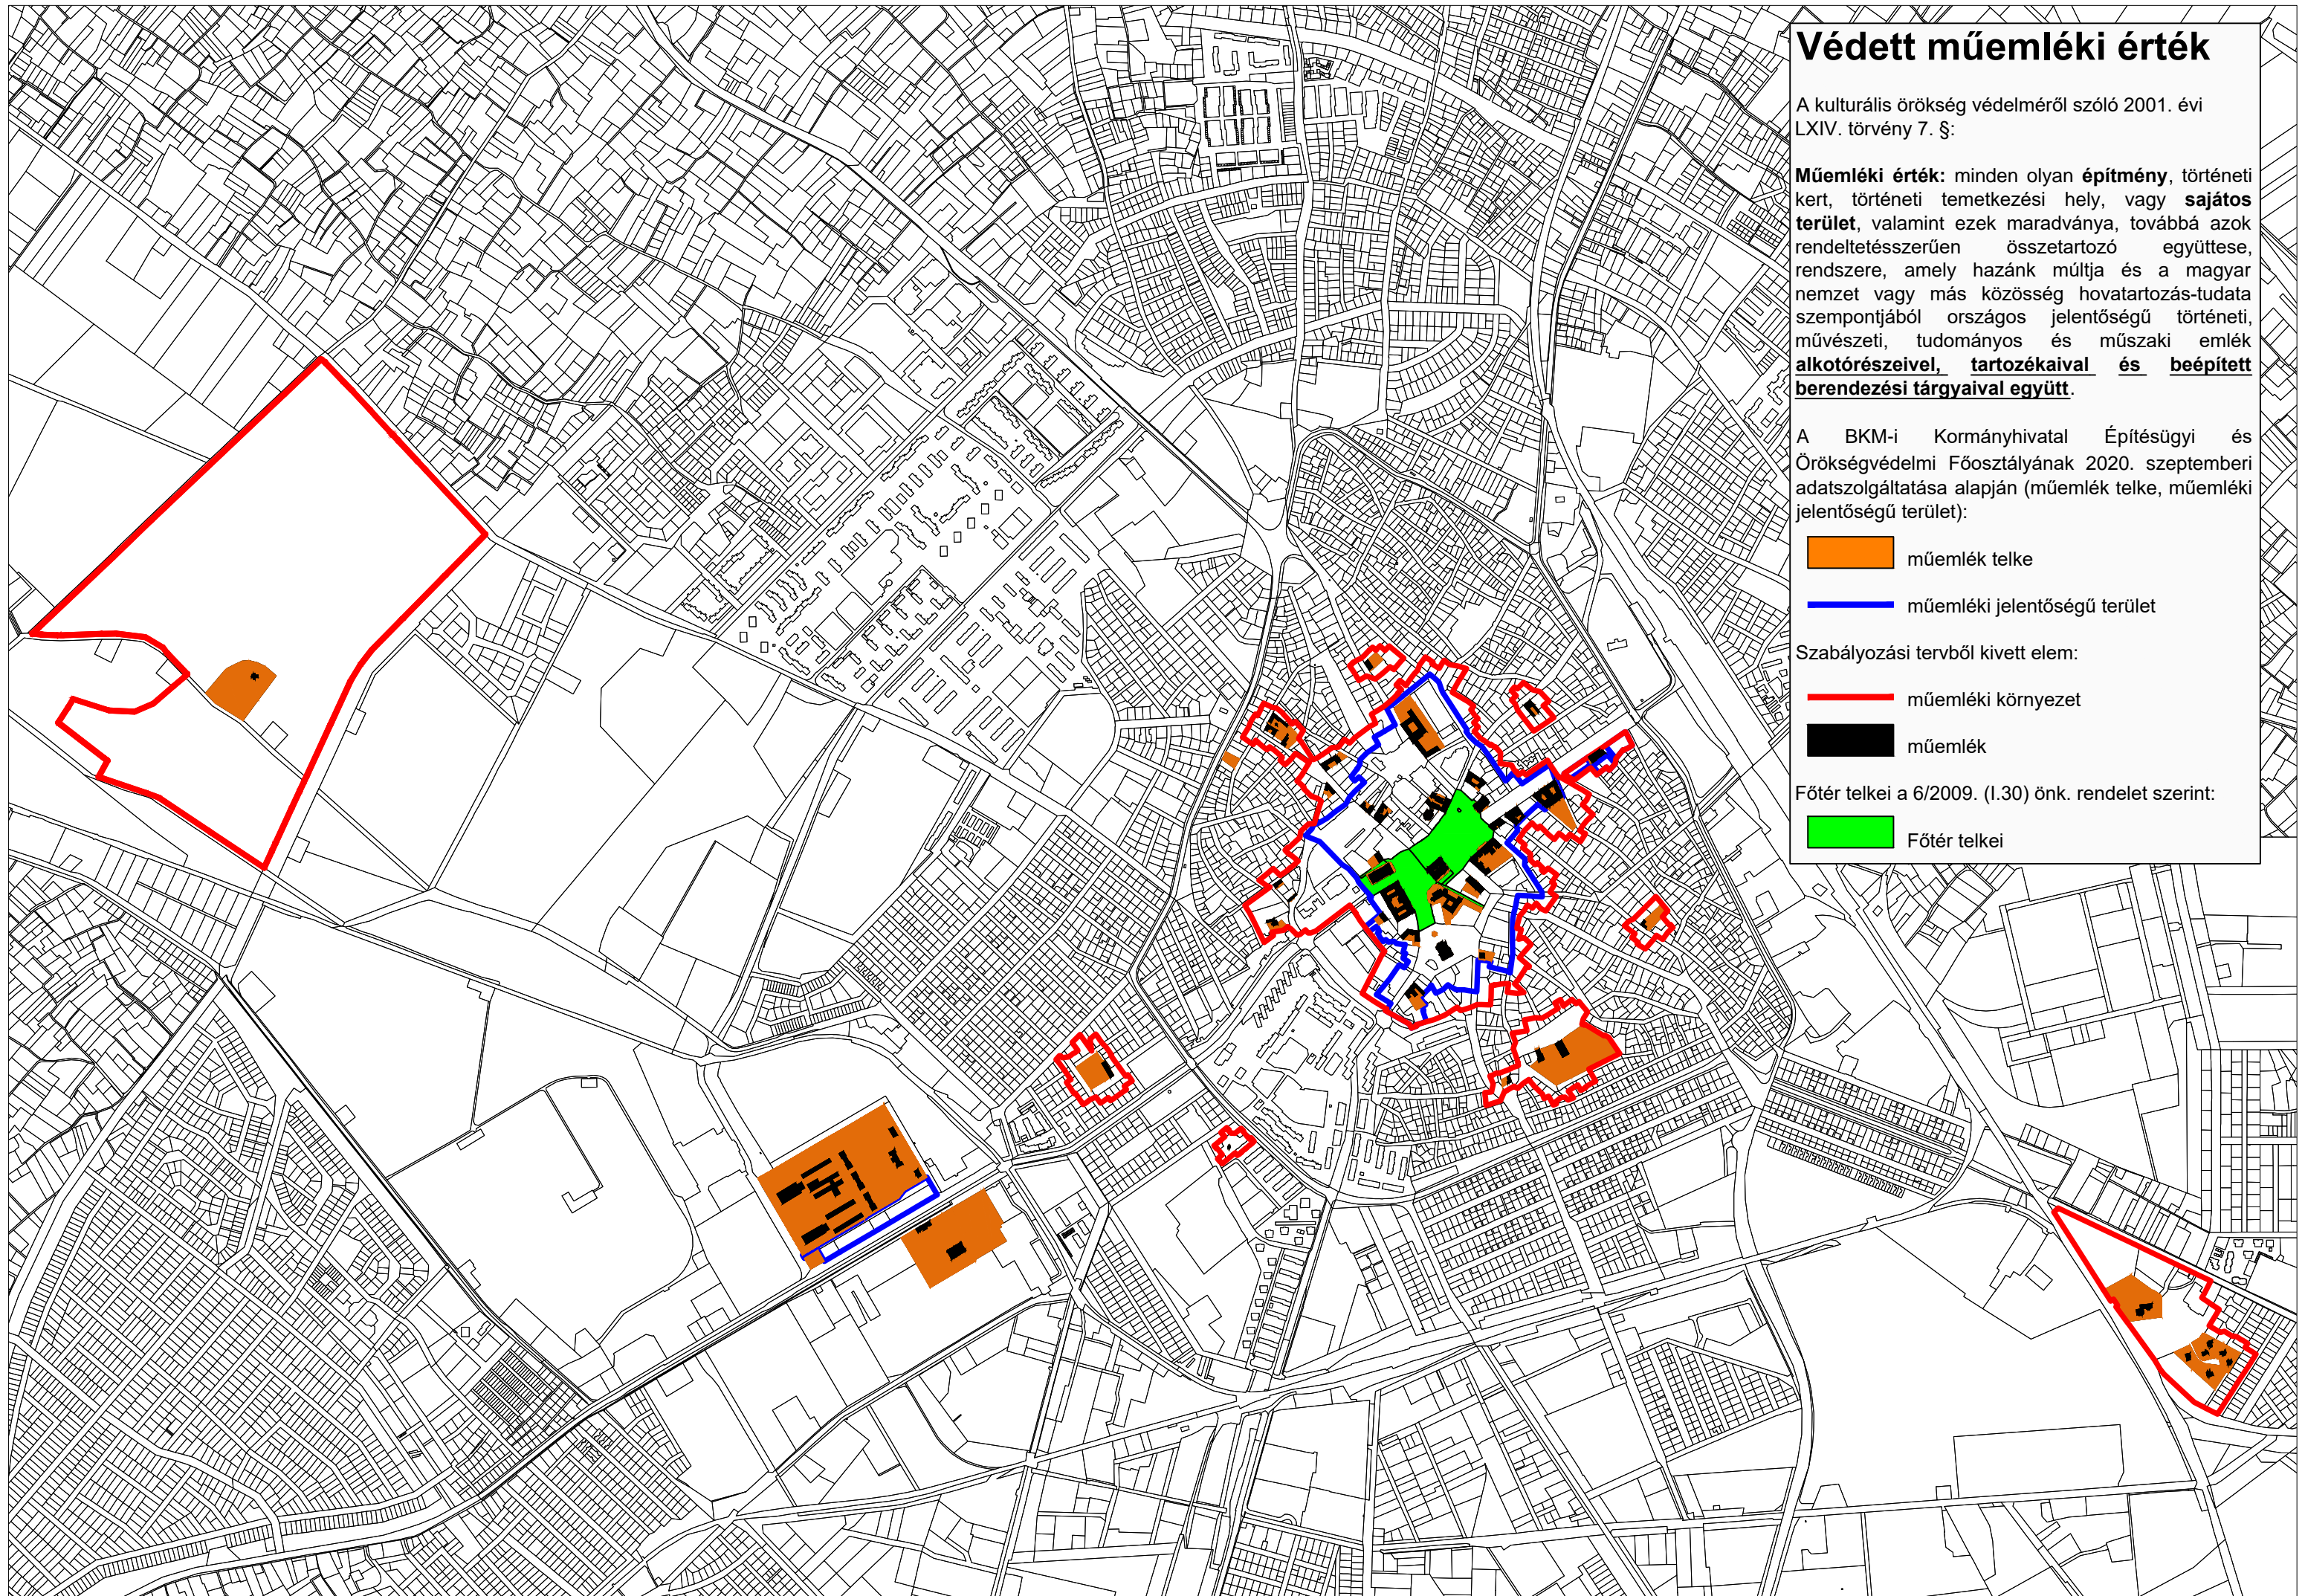 Védett műemléki érték
A kulturális örökség védelméről szóló 2001. évi
LXIV. törvény 7. §:
Műemléki érték: minden olyan építmény, történeti
kert, történeti temetkezési hely, vagy sajátos
terület, valamint ezek maradványa, továbbá azok
rendeltetésszerűen összetartozó együttese,
rendszere, amely hazánk múltja és a magyar
nemzet vagy más közösség hovatartozás-tudata
szempontjából országos jelentőségű történeti,
művészeti, tudományos és műszaki emlék
alkotórészeivel, tartozékaival és beépített
berendezési tárgyaival együtt.
A BKM-i Kormányhivatal Építésügyi és
Örökségvédelmi Főosztályának 2020. szeptemberi
adatszolgáltatása alapján (műemlék telke, műemléki
jelentőségű terület):
műemlék telke
műemléki jelentőségű terület
Szabályozási tervből kivett elem:
műemléki környezet
műemlék
Főtér telkei a 6/2009. (I.30) önk. rendelet szerint:
Főtér telkei